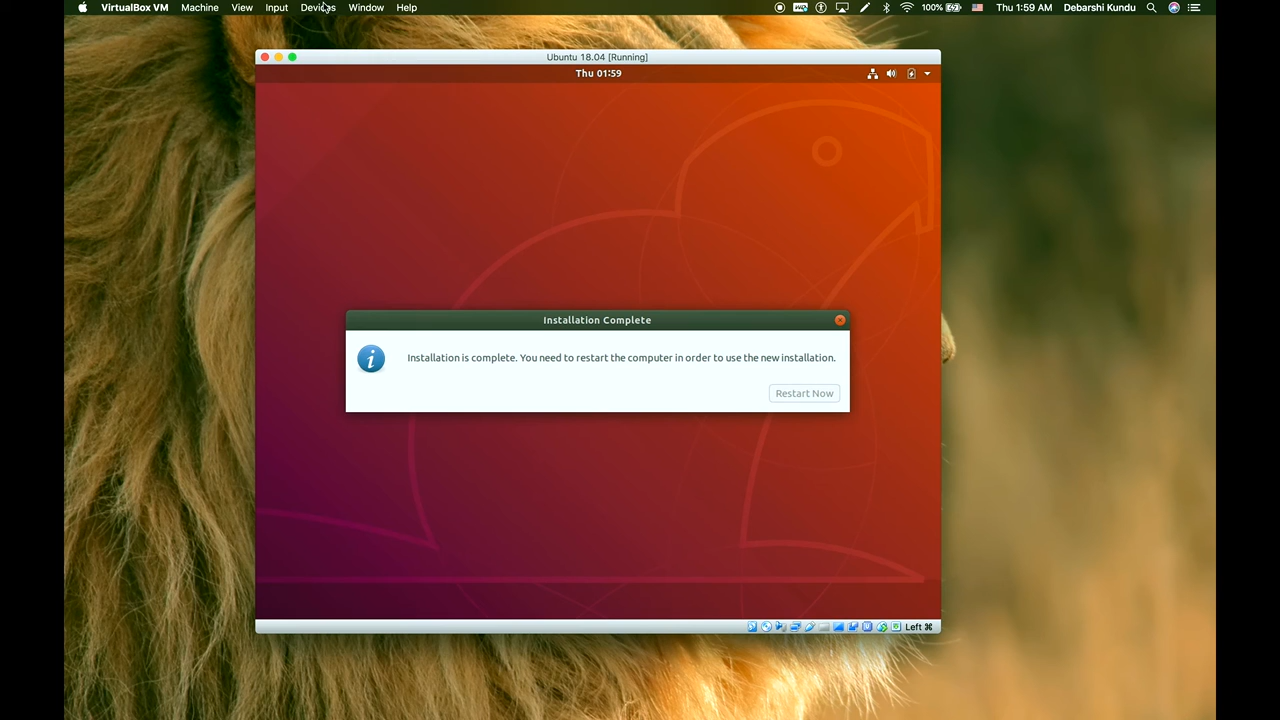 VirtualBox VM Machine View Input Devices Window Help 100% Thu 1:59 AM Debarshi Kundu
Ubuntu 18.04 [Running]
Thu 01:59
Installation Complete
Installation is complete. You need to restart the computer in order to use the new installation.
Restart Now
Left ⌘